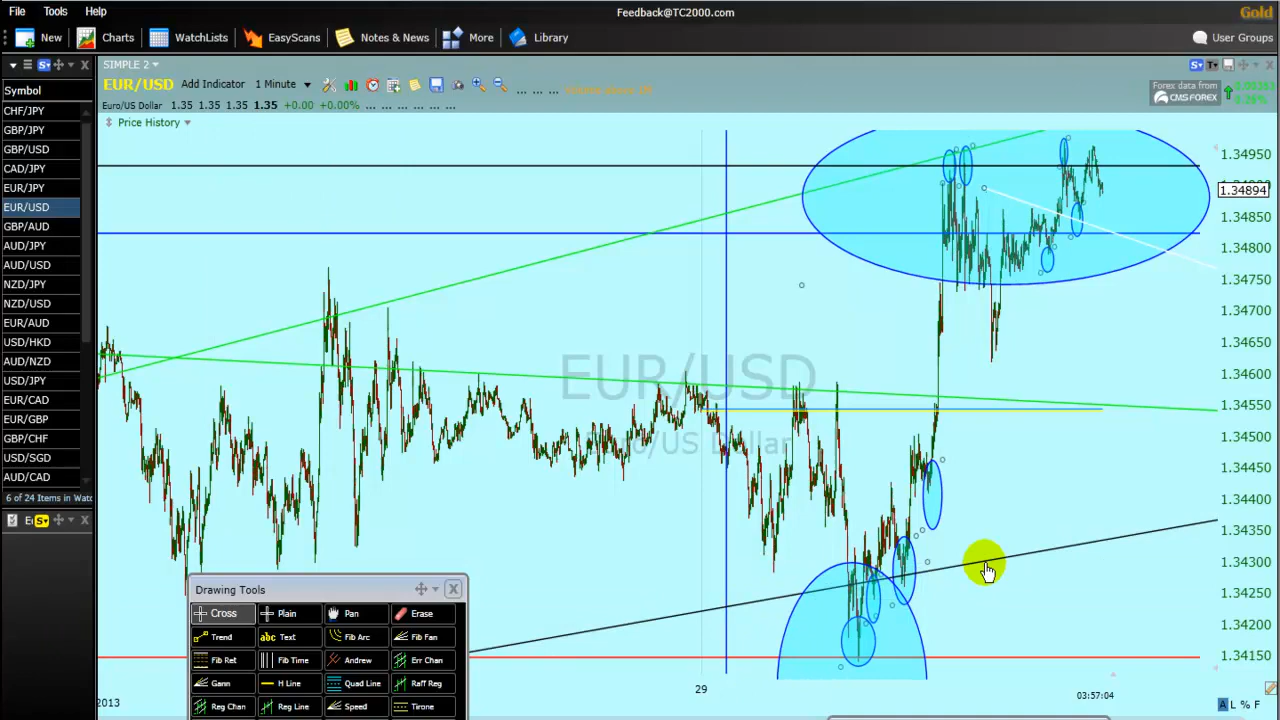 File Tools Help Feedback@TC2000.com Gold
New Charts WatchLists EasyScans Notes & News More Library User Groups
SIMPLE 2
Symbol EUR/USD Add Indicator 1 Minute
Euro/US Dollar 1.35 1.35 1.35 1.35 +0.00 +0.00% ... ... ... ... ... ...
Forex data from
CMS FOREX
Price History
CHF/JPY
GBP/JPY
GBP/USD
CAD/JPY
EUR/JPY
EUR/USD
GBP/AUD
AUD/JPY
AUD/USD
NZD/JPY
NZD/USD
EUR/AUD
USD/HKD
AUD/NZD
USD/JPY
EUR/CAD
EUR/GBP
GBP/CHF
USD/SGD
AUD/CAD
6 of 24 Items in Watc
EUR/USD
Euro/US Dollar
1.34950
1.34894
1.34850
1.34800
1.34750
1.34700
1.34650
1.34600
1.34550
1.34500
1.34450
1.34400
1.34350
1.34300
1.34250
1.34200
1.34150
Drawing Tools
Cross Plain Pan Erase
Trend abc Text Fib Arc Fib Fan
Fib Ret Fib Time Andrew Err Chan
Gann H Line Quad Line Raff Reg
Reg Chan Reg Line Speed Tirone
2013 29 03:57:04
A L % F